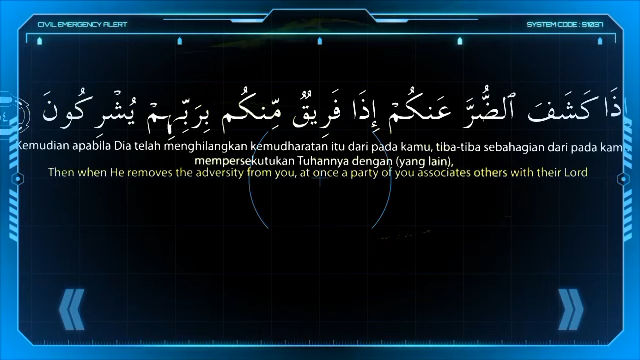 CIVIL EMERGENCY ALERT
SYSTEM CODE : S1037
إِذَا كَشَفَ ٱلضُّرَّ عَنكُمْ إِذَا فَرِيقٌۭ مِّنكُم بِرَبِّهِمْ يُشْرِكُونَ
Kemudian apabila Dia telah menghilangkan kemudharatan itu dari pada kamu, tiba-tiba sebahagian dari pada kam
mempersekutukan Tuhannya dengan (yang lain),
Then when He removes the adversity from you, at once a party of you associates others with their Lord